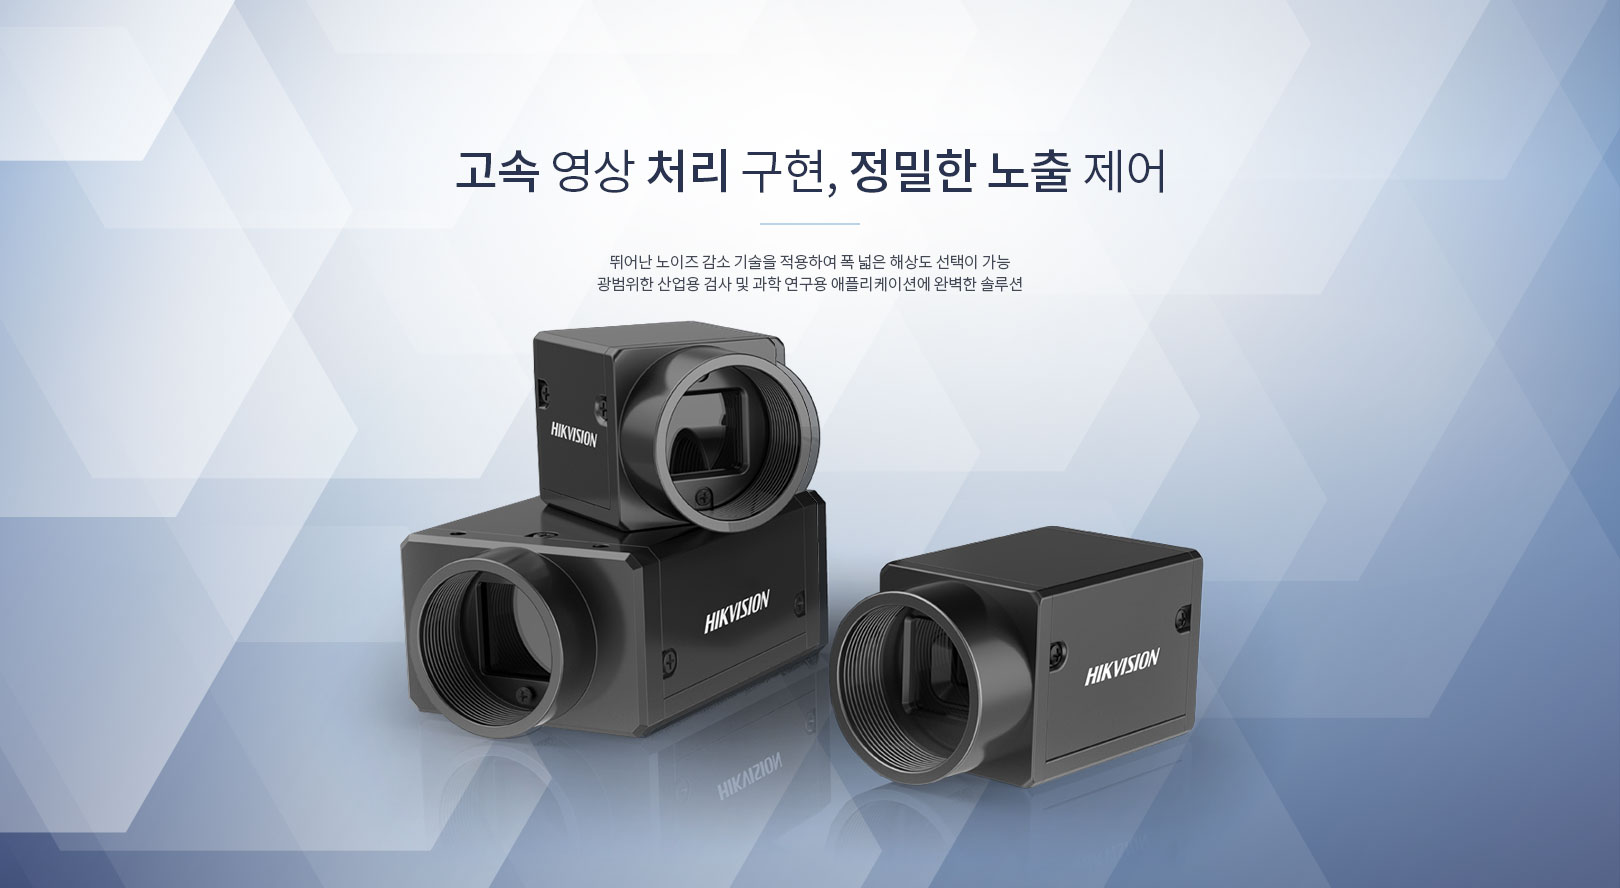 고속 영상 처리 구현, 정밀한 노출 제어
뛰어난 노이즈 감소 기술을 적용하여 폭 넓은 해상도 선택이 가능
광범위한 산업용 검사 및 과학 연구용 애플리케이션에 완벽한 솔루션
HIKVISION
HIKVISION
HIKVISION